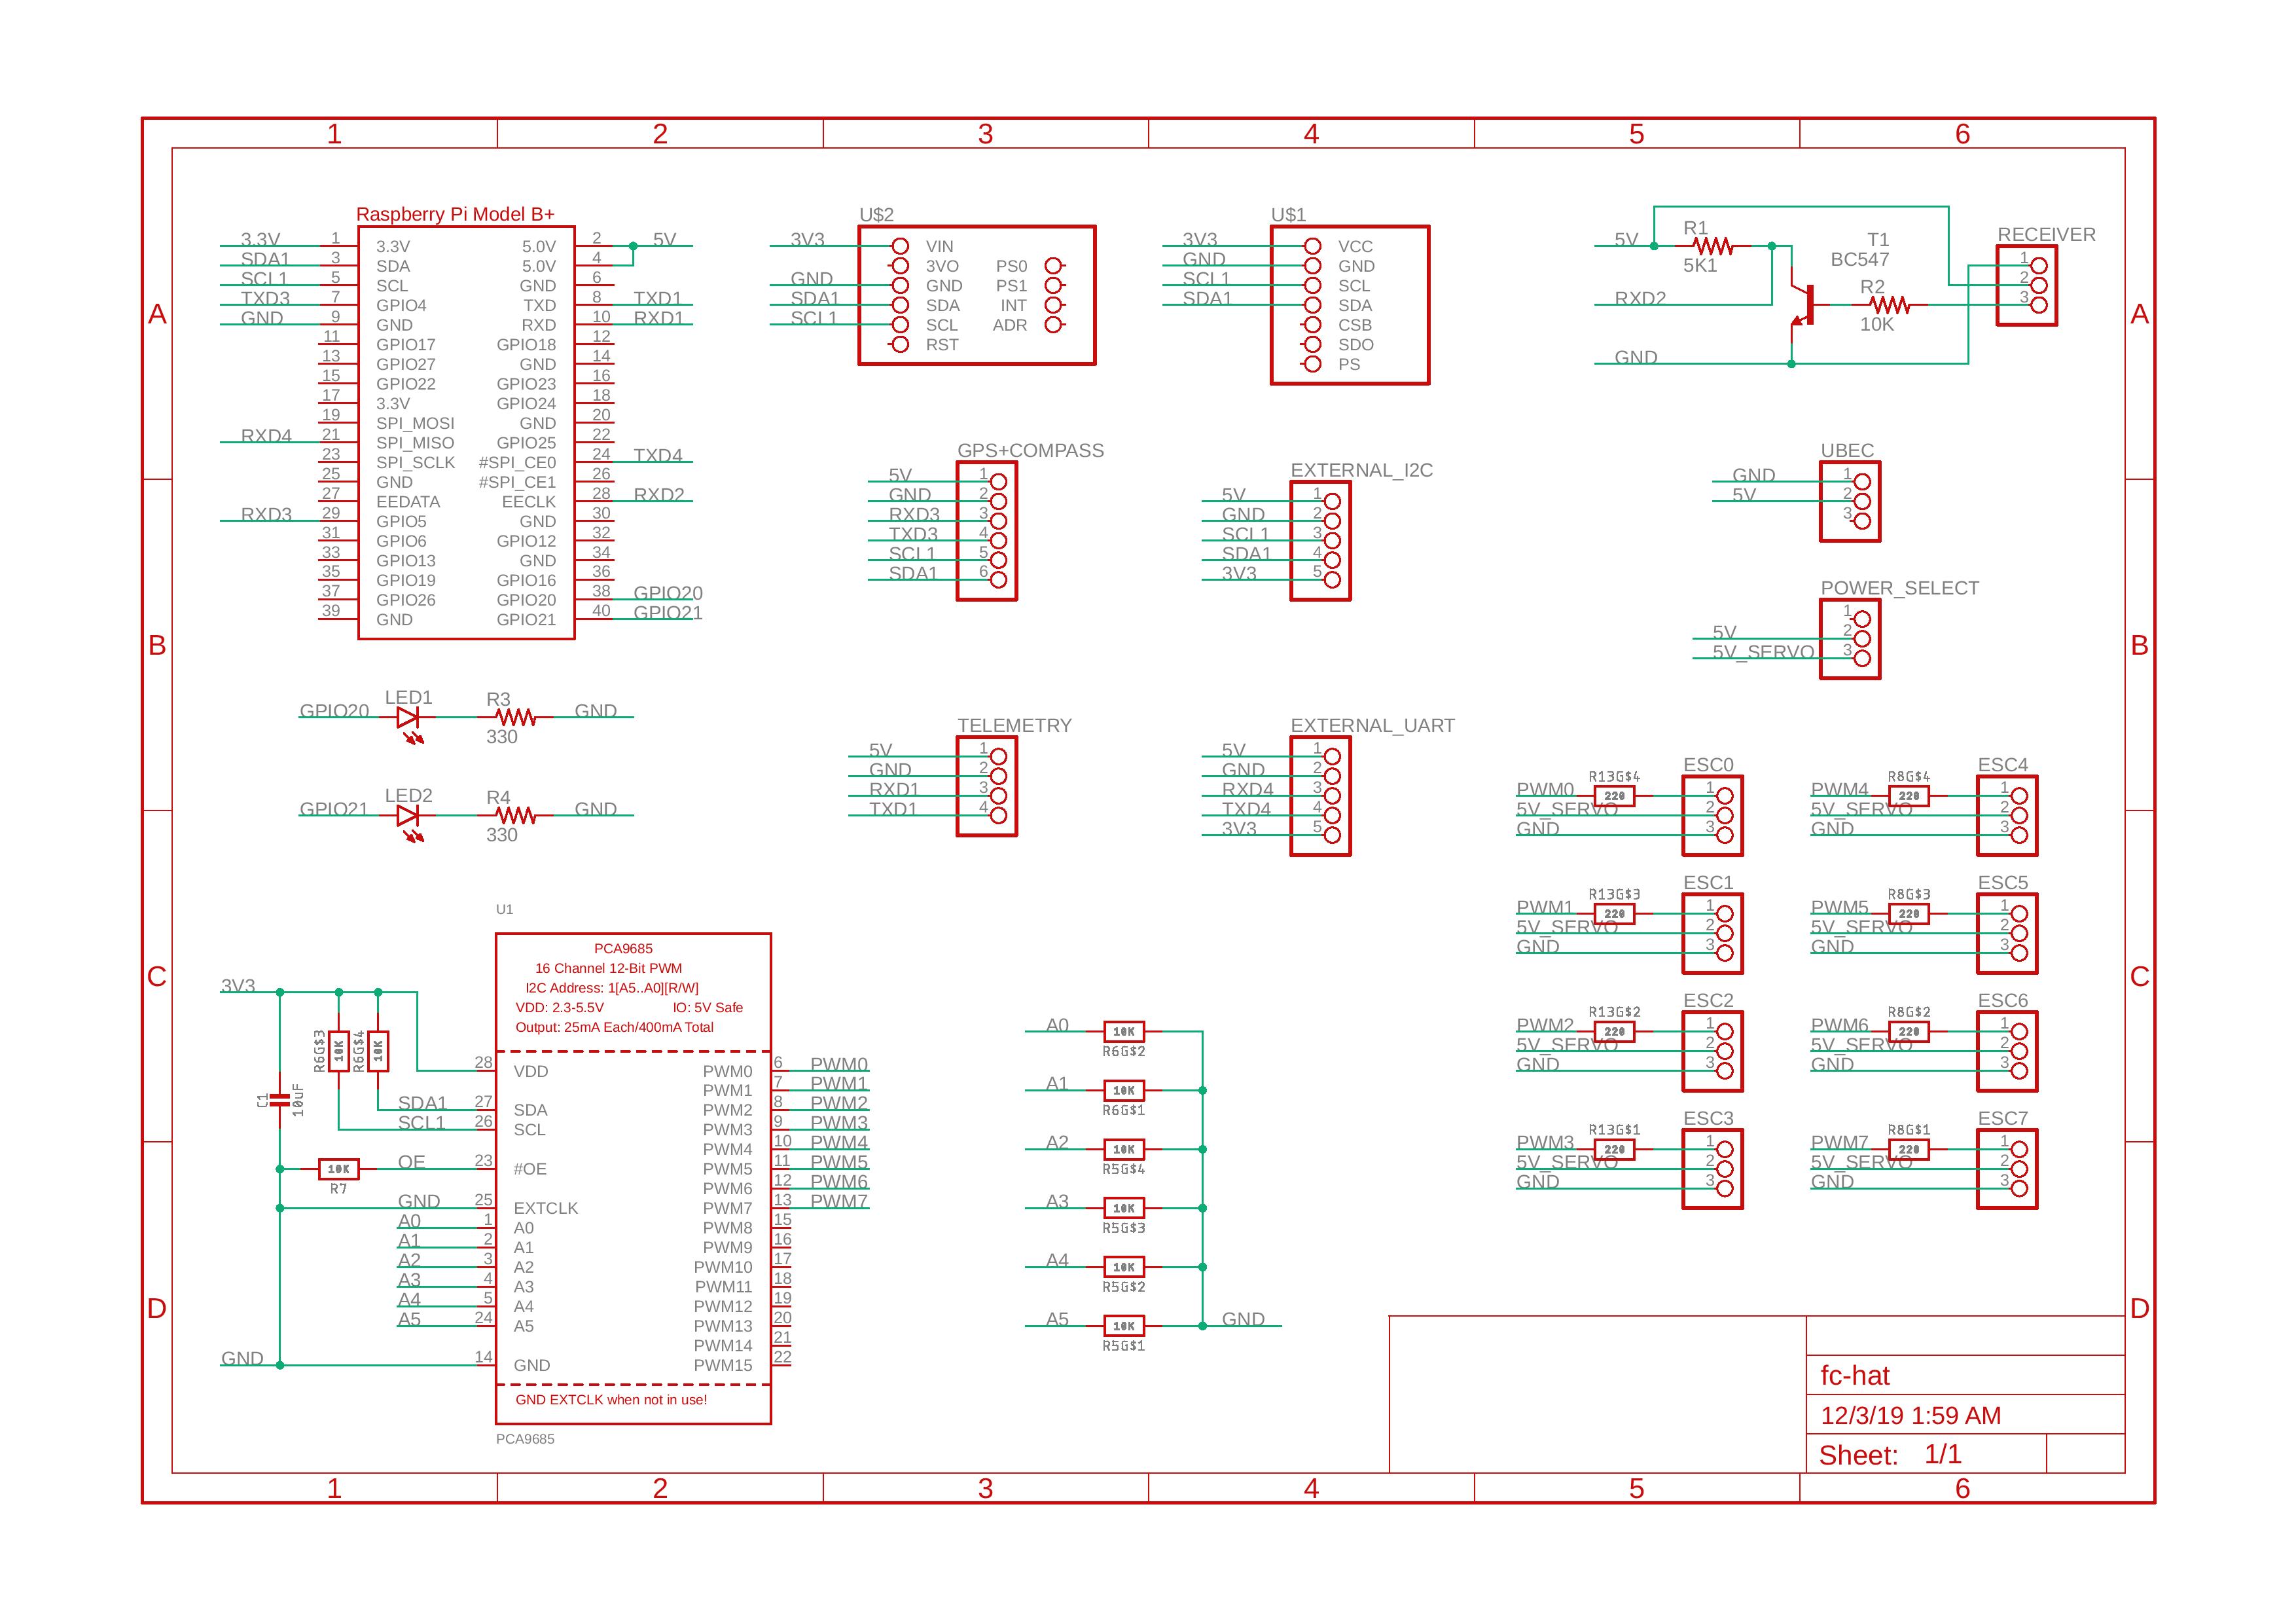 1 2 3 4 5 6
A
B
C
D
A
B
C
D
Raspberry Pi Model B+
3.3V 1 3.3V 5.0V 2 5V
SDA1 3 SDA 5.0V 4
SCL1 5 SCL GND 6
TXD3 7 GPIO4 TXD 8 TXD1
GND 9 GND RXD 10 RXD1
11 GPIO17 GPIO18 12
13 GPIO27 GND 14
15 GPIO22 GPIO23 16
17 3.3V GPIO24 18
19 SPI_MOSI GND 20
RXD4 21 SPI_MISO GPIO25 22
23 SPI_SCLK #SPI_CE0 24 TXD4
25 GND #SPI_CE1 26
27 EEDATA EECLK 28 RXD2
RXD3 29 GPIO5 GND 30
31 GPIO6 GPIO12 32
33 GPIO13 GND 34
35 GPIO19 GPIO16 36
37 GPIO26 GPIO20 38 GPIO20
39 GND GPIO21 40 GPIO21
U$2
3V3 VIN
3VO PS0
GND GND PS1
SDA1 SDA INT
SCL1 SCL ADR
RST
U$1
3V3 VCC
GND GND
SCL1 SCL
SDA1 SDA
CSB
SDO
PS
5V R1 5K1
T1
BC547
RXD2
R2
10K
GND
RECEIVER
1
2
3
GPS+COMPASS
5V 1
GND 2
RXD3 3
TXD3 4
SCL1 5
SDA1 6
EXTERNAL_I2C
5V 1
GND 2
SCL1 3
SDA1 4
3V3 5
UBEC
GND 1
5V 2
3
POWER_SELECT
1
5V 2
5V_SERVO 3
GPIO20 LED1 R3 330 GND
GPIO21 LED2 R4 330 GND
TELEMETRY
5V 1
GND 2
RXD1 3
TXD1 4
EXTERNAL_UART
5V 1
GND 2
RXD4 3
TXD4 4
3V3 5
R13G$4 ESC0
PWM0 220 1
5V_SERVO 2
GND 3
R8G$4 ESC4
PWM4 220 1
5V_SERVO 2
GND 3
R13G$3 ESC1
PWM1 220 1
5V_SERVO 2
GND 3
R8G$3 ESC5
PWM5 220 1
5V_SERVO 2
GND 3
R13G$2 ESC2
PWM2 220 1
5V_SERVO 2
GND 3
R8G$2 ESC6
PWM6 220 1
5V_SERVO 2
GND 3
R13G$1 ESC3
PWM3 220 1
5V_SERVO 2
GND 3
R8G$1 ESC7
PWM7 220 1
5V_SERVO 2
GND 3
U1
PCA9685
16 Channel 12-Bit PWM
I2C Address: 1[A5..A0][R/W]
VDD: 2.3-5.5V IO: 5V Safe
Output: 25mA Each/400mA Total
3V3
R6G$3 10K
R6G$4 10K
C1 10uF
28 VDD PWM0 6 PWM0
PWM1 7 PWM1
SDA1 27 SDA PWM2 8 PWM2
SCL1 26 SCL PWM3 9 PWM3
PWM4 10 PWM4
10K R7 OE 23 #OE PWM5 11 PWM5
PWM6 12 PWM6
GND 25 EXTCLK PWM7 13 PWM7
A0 1 A0 PWM8 15
A1 2 A1 PWM9 16
A2 3 A2 PWM10 17
A3 4 A3 PWM11 18
A4 5 A4 PWM12 19
A5 24 A5 PWM13 20
PWM14 21
GND 14 GND PWM15 22
GND EXTCLK when not in use!
PCA9685
A0 10K R6G$2
A1 10K R6G$1
A2 10K R5G$4
A3 10K R5G$3
A4 10K R5G$2
A5 10K R5G$1 GND
fc-hat
12/3/19 1:59 AM
Sheet: 1/1
1 2 3 4 5 6